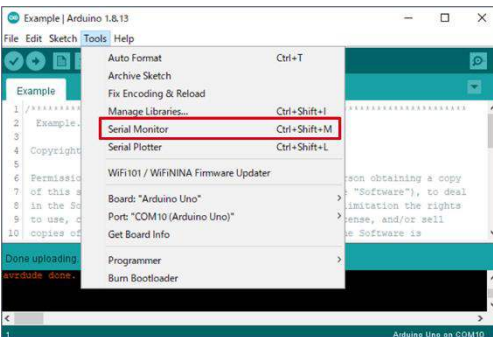 Example | Arduino 1.8.13
File Edit Sketch Tools Help
Auto Format Ctrl+T
Archive Sketch
Fix Encoding & Reload
Manage Libraries... Ctrl+Shift+I
Serial Monitor Ctrl+Shift+M
Serial Plotter Ctrl+Shift+L
WiFi101 / WiFiNINA Firmware Updater
Board: "Arduino Uno"
Port: "COM10 (Arduino Uno)"
Get Board Info
Programmer
Burn Bootloader
Example
1 /*********
2 Example.
3
4 Copyright
5
6 Permissio rson obtaining a copy
7 of this s "Software"), to deal
8 in the So imitation the rights
9 to use, c ense, and/or sell
10 copies of e Software is
Done uploading.
avrdude done.
1 Arduino Uno on COM10